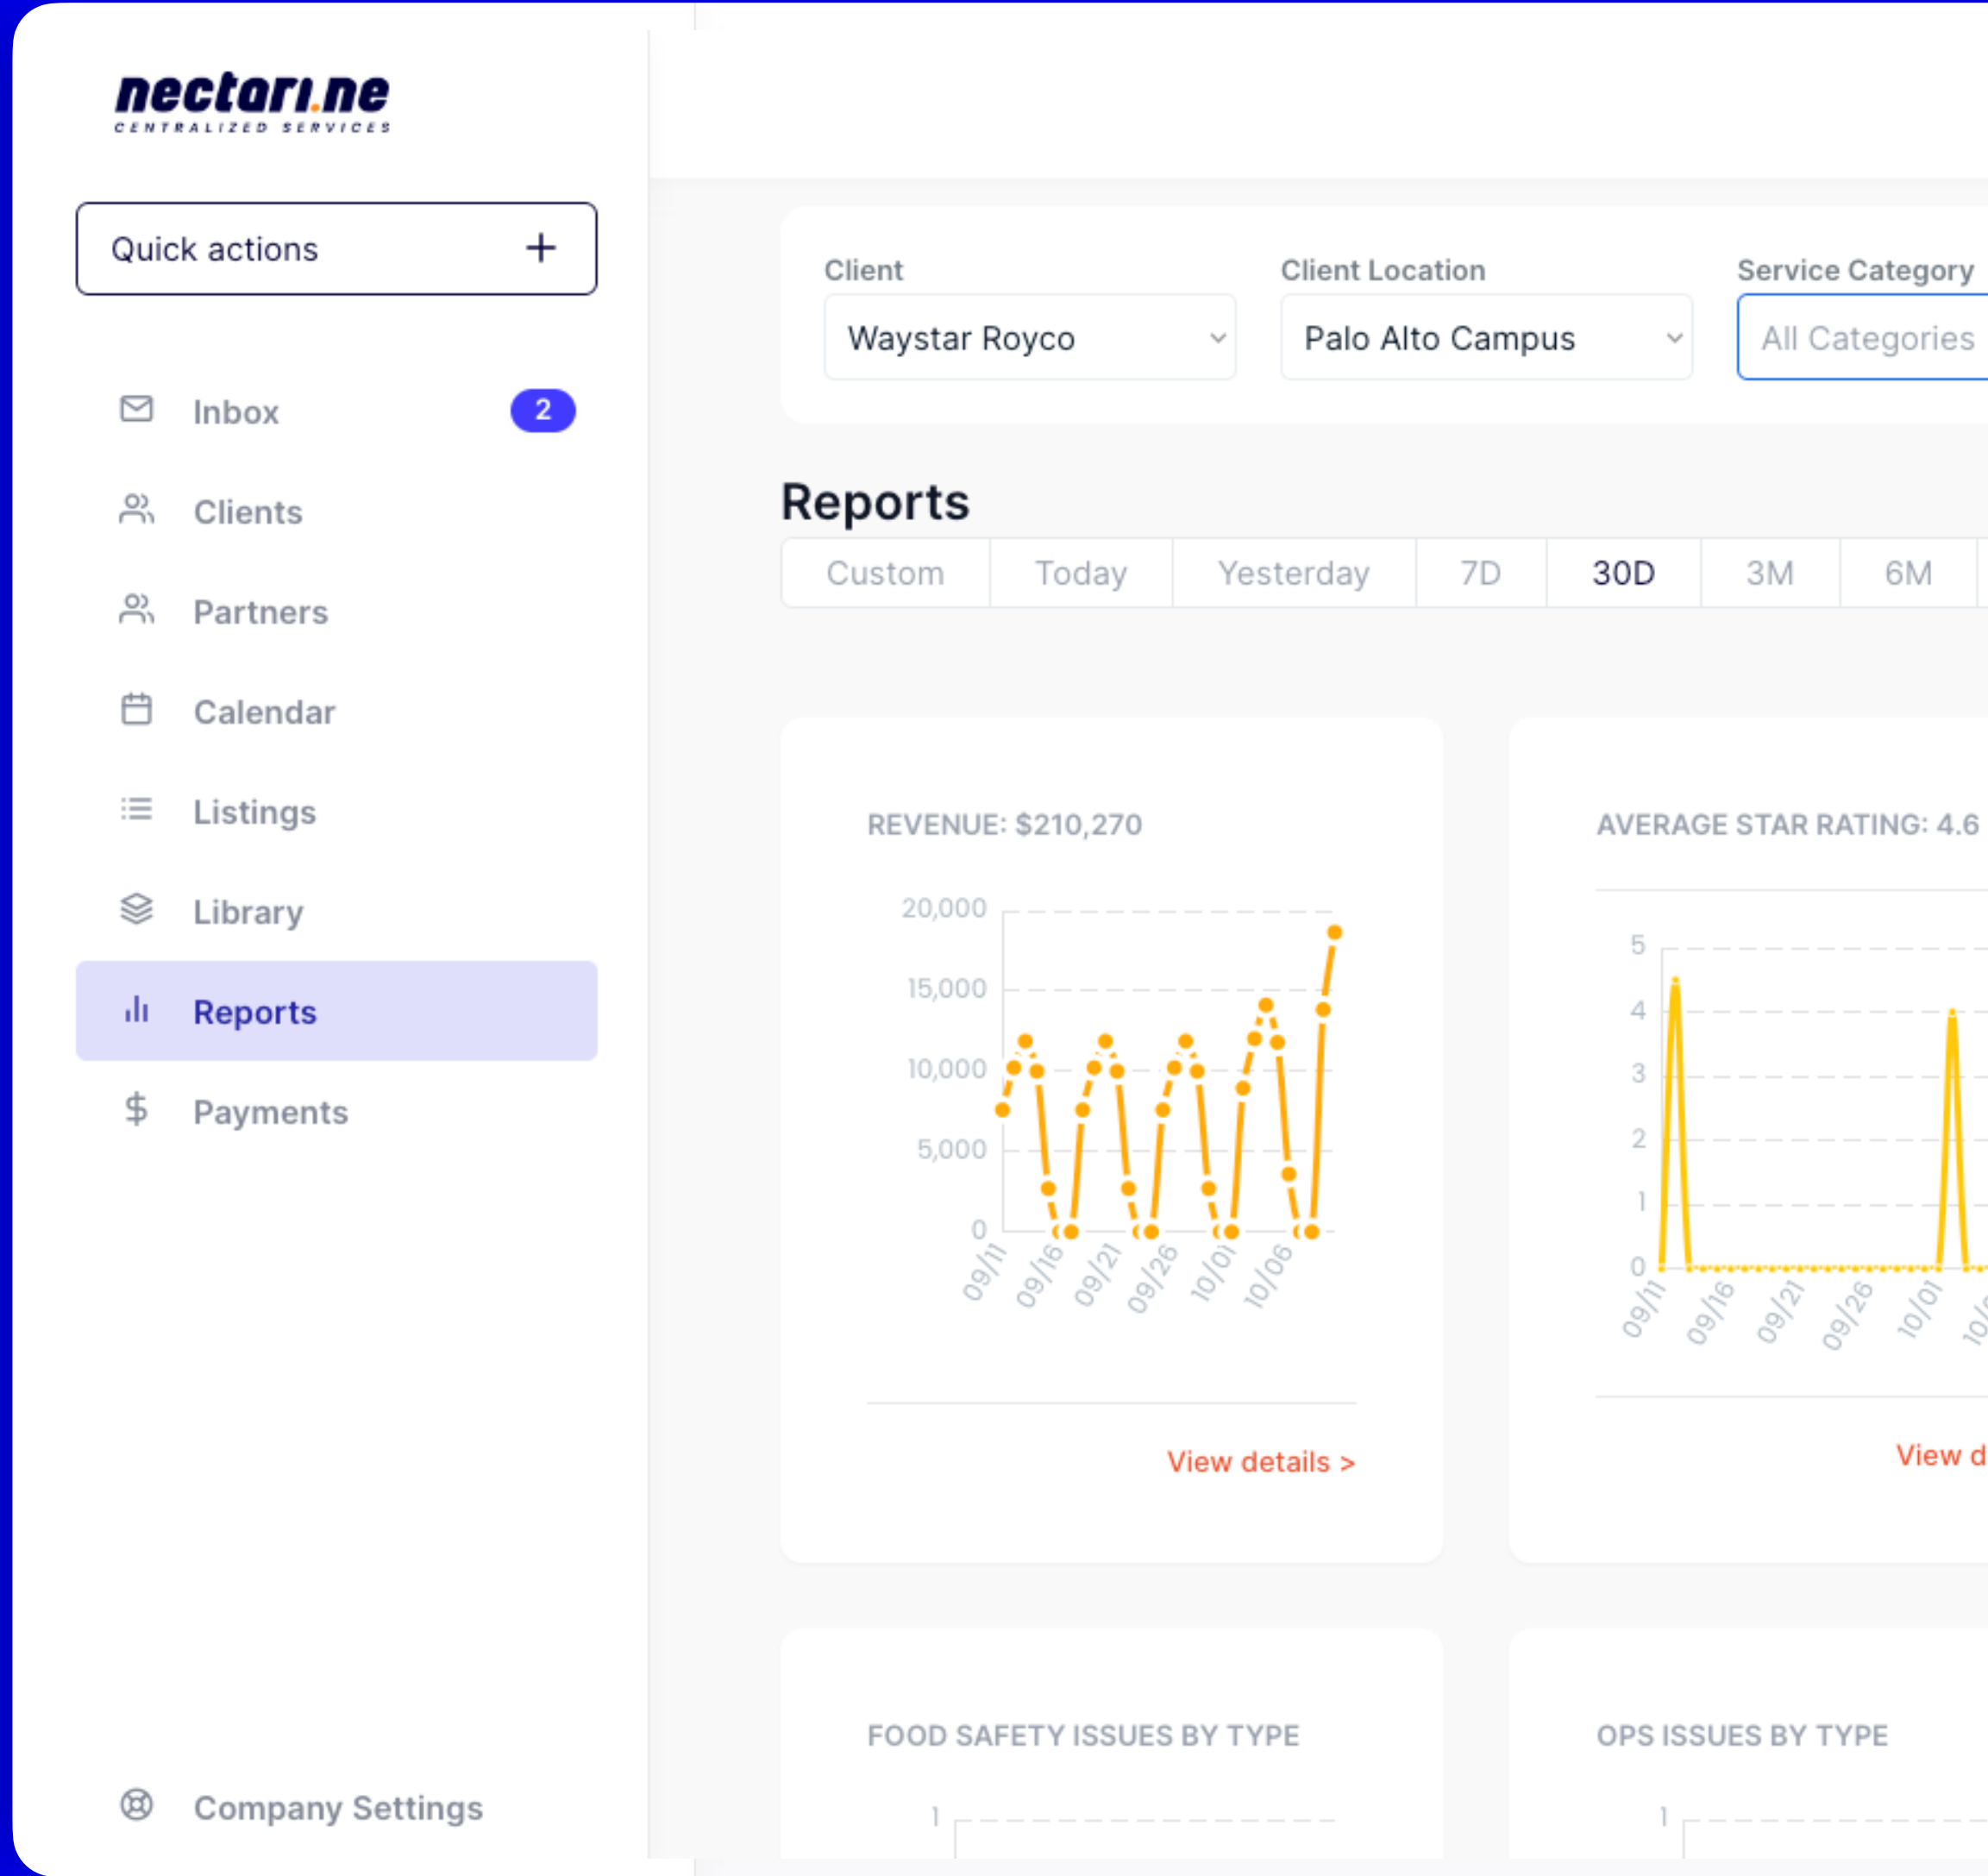 nectari.ne
CENTRALIZED SERVICES
Quick actions +
Inbox 2
Clients
Partners
Calendar
Listings
Library
Reports
Payments
Company Settings
Client
Waystar Royco
Client Location
Palo Alto Campus
Service Category
All Categories
Reports
Custom Today Yesterday 7D 30D 3M 6M
REVENUE: $210,270
20,000
15,000
10,000
5,000
0
09/11 09/16 09/21 09/26 10/01 10/06
View details >
AVERAGE STAR RATING: 4.6
5
4
3
2
1
0
09/11 09/16 09/21 09/26 10/01 10/0
View d
FOOD SAFETY ISSUES BY TYPE
1
OPS ISSUES BY TYPE
1